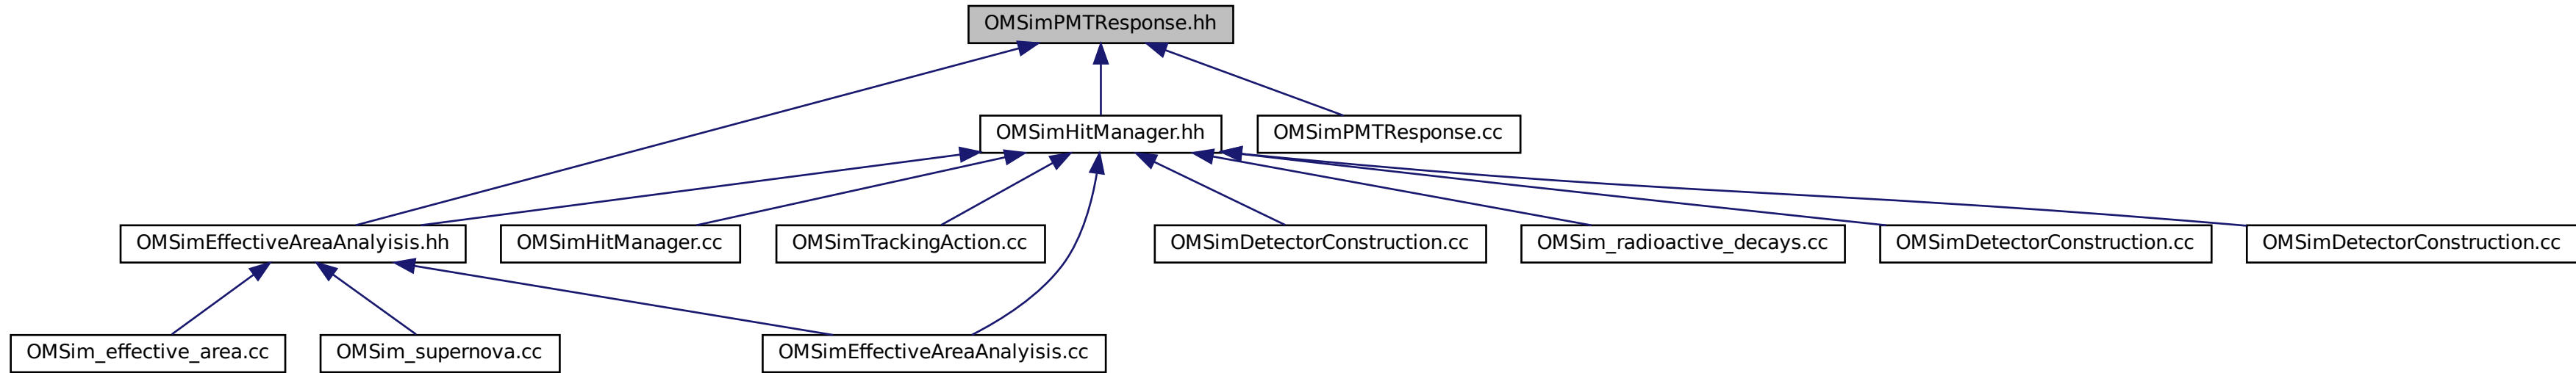 OMSimPMTResponse.hh
OMSimHitManager.hh
OMSimPMTResponse.cc
OMSimEffectiveAreaAnalyisis.hh
OMSimHitManager.cc
OMSimTrackingAction.cc
OMSimDetectorConstruction.cc
OMSim_radioactive_decays.cc
OMSimDetectorConstruction.cc
OMSimDetectorConstruction.cc
OMSim_effective_area.cc
OMSim_supernova.cc
OMSimEffectiveAreaAnalyisis.cc